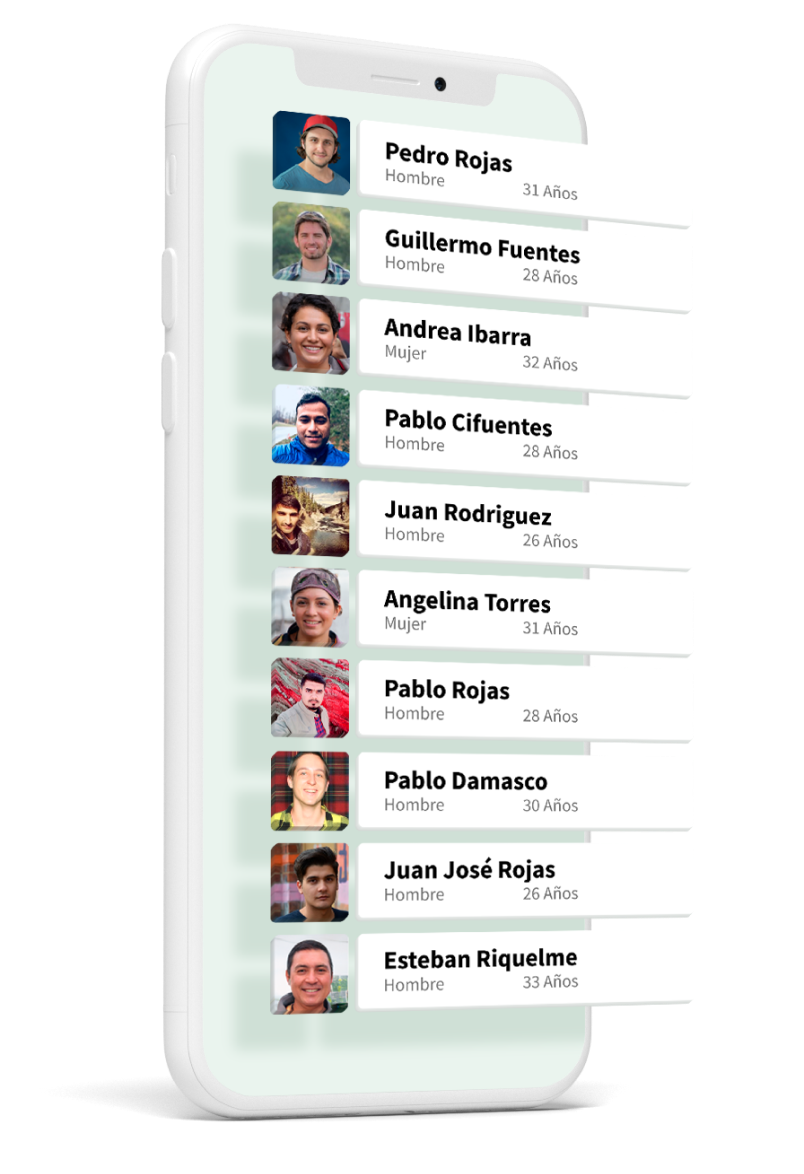 Pedro Rojas
Hombre 31 Años
Guillermo Fuentes
Hombre 28 Años
Andrea Ibarra
Mujer 32 Años
Pablo Cifuentes
Hombre 28 Años
Juan Rodriguez
Hombre 26 Años
Angelina Torres
Mujer 31 Años
Pablo Rojas
Hombre 28 Años
Pablo Damasco
Hombre 30 Años
Juan José Rojas
Hombre 26 Años
Esteban Riquelme
Hombre 33 Años